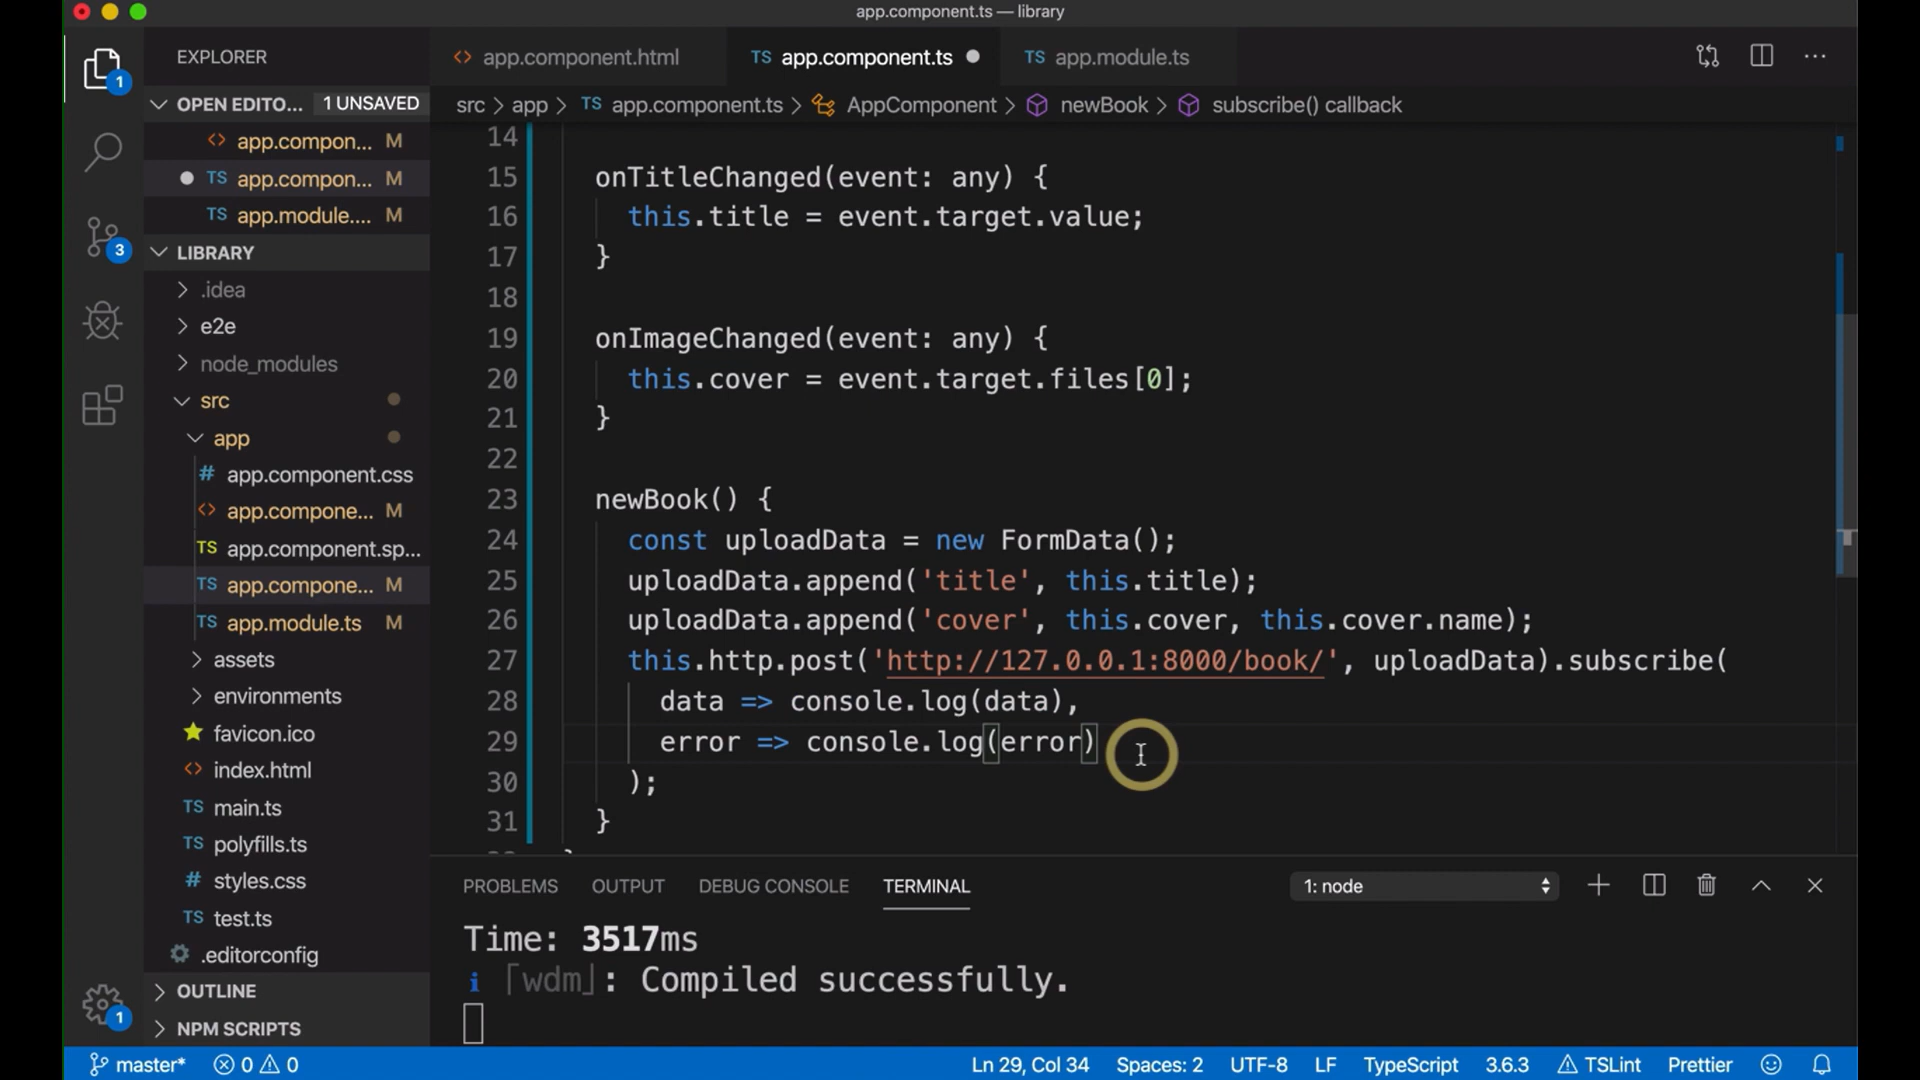 app.component.ts — library
EXPLORER
app.component.html
TS app.component.ts
TS app.module.ts
OPEN EDITO... 1 UNSAVED
src > app > TS app.component.ts > AppComponent > newBook > subscribe() callback
<> app.compon... M
TS app.compon... M
TS app.module.... M
LIBRARY
.idea
e2e
node_modules
src
app
# app.component.css
<> app.compone... M
TS app.component.sp...
TS app.compone... M
TS app.module.ts M
assets
environments
favicon.ico
<> index.html
TS main.ts
TS polyfills.ts
# styles.css
TS test.ts
.editorconfig
OUTLINE
NPM SCRIPTS
1
3
1
14
15 onTitleChanged(event: any) {
16 this.title = event.target.value;
17 }
18
19 onImageChanged(event: any) {
20 this.cover = event.target.files[0];
21 }
22
23 newBook() {
24 const uploadData = new FormData();
25 uploadData.append('title', this.title);
26 uploadData.append('cover', this.cover, this.cover.name);
27 this.http.post('http://127.0.0.1:8000/book/', uploadData).subscribe(
28 data => console.log(data),
29 error => console.log(error)
30 );
31 }
PROBLEMS OUTPUT DEBUG CONSOLE TERMINAL 1: node
Time: 3517ms
i ｢wdm｣: Compiled successfully.
master* 0 0 Ln 29, Col 34 Spaces: 2 UTF-8 LF TypeScript 3.6.3 TSLint Prettier